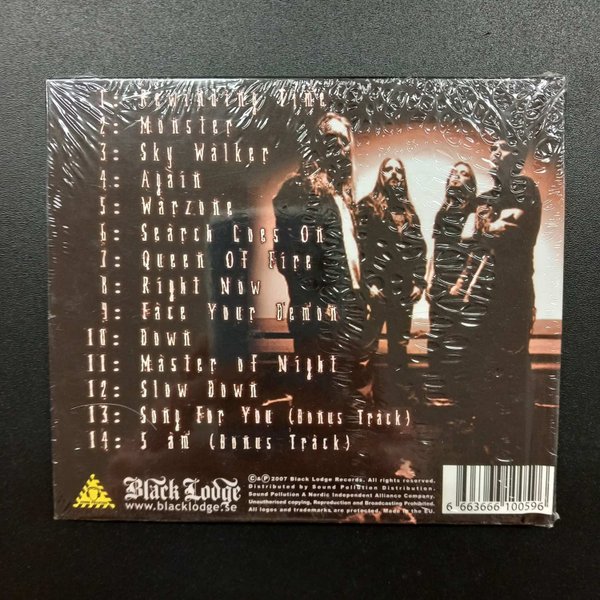 1: Rewinding Time
2: Monster
3: Sky Walker
4: Again
5: Warzone
6: Search Goes On
7: Queen Of Fire
8: Right Now
9: Face Your Demon
10: Down
11: Master of Night
12: Slow Down
13: Song For You (Bonus Track)
14: 5 am (Bonus Track)
Black Lodge
www.blacklodge.se
©&℗ 2007 Black Lodge Records. All rights reserved.
Distributed by Sound Pollution Distribution.
Sound Pollution A Nordic Independent Alliance Company.
Unauthorised copying, Reproduction and Broadcasting Prohibited.
All logos and trademarks, are protected. Made in the EU.
6 663666 100596